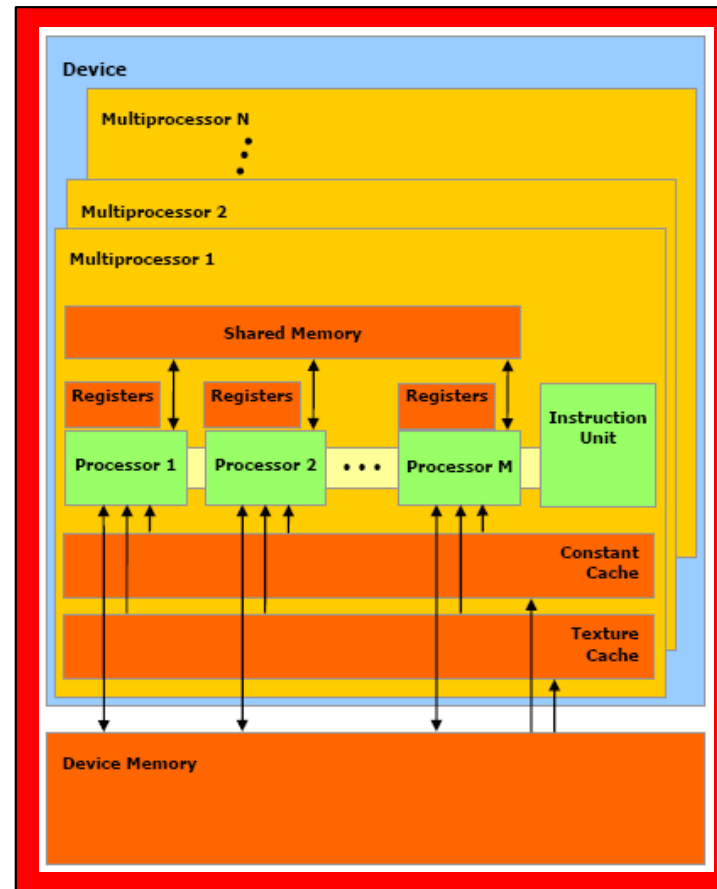 Device
Multiprocessor N
Multiprocessor 2
Multiprocessor 1
Shared Memory
Registers
Registers
Registers
Instruction
Unit
Processor 1
Processor 2
• • •
Processor M
Constant
Cache
Texture
Cache
Device Memory